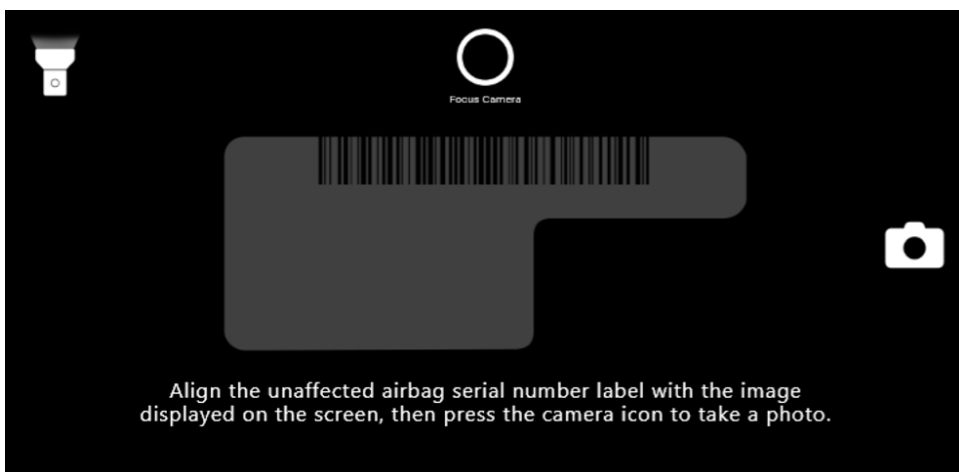 Focus Camera
Align the unaffected airbag serial number label with the image
displayed on the screen, then press the camera icon to take a photo.